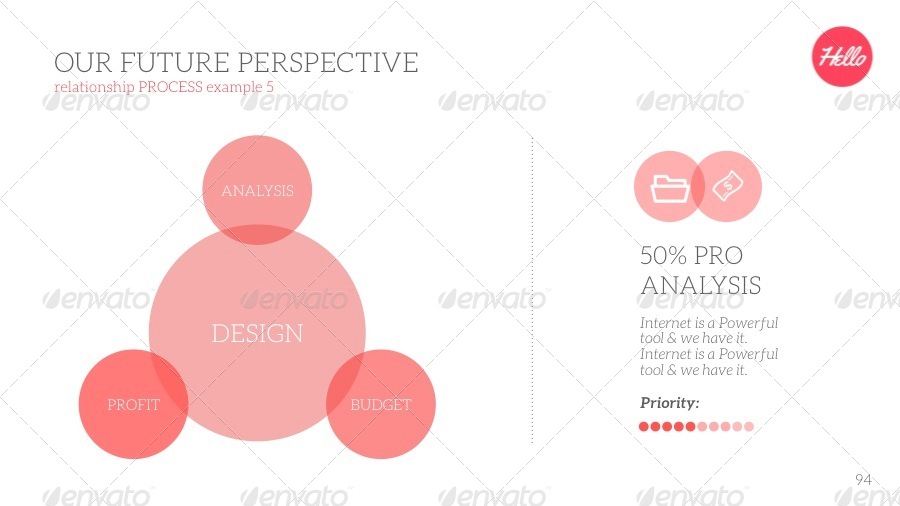 OUR FUTURE PERSPECTIVE
relationship PROCESS example 5
Hello
ANALYSIS
DESIGN
PROFIT
BUDGET
$
50% PRO
ANALYSIS
Internet is a Powerful
tool & we have it.
Internet is a Powerful
tool & we have it.
Priority:
94
envato envato envato envato envato
envato envato envato envato envato
envato envato envato envato envato